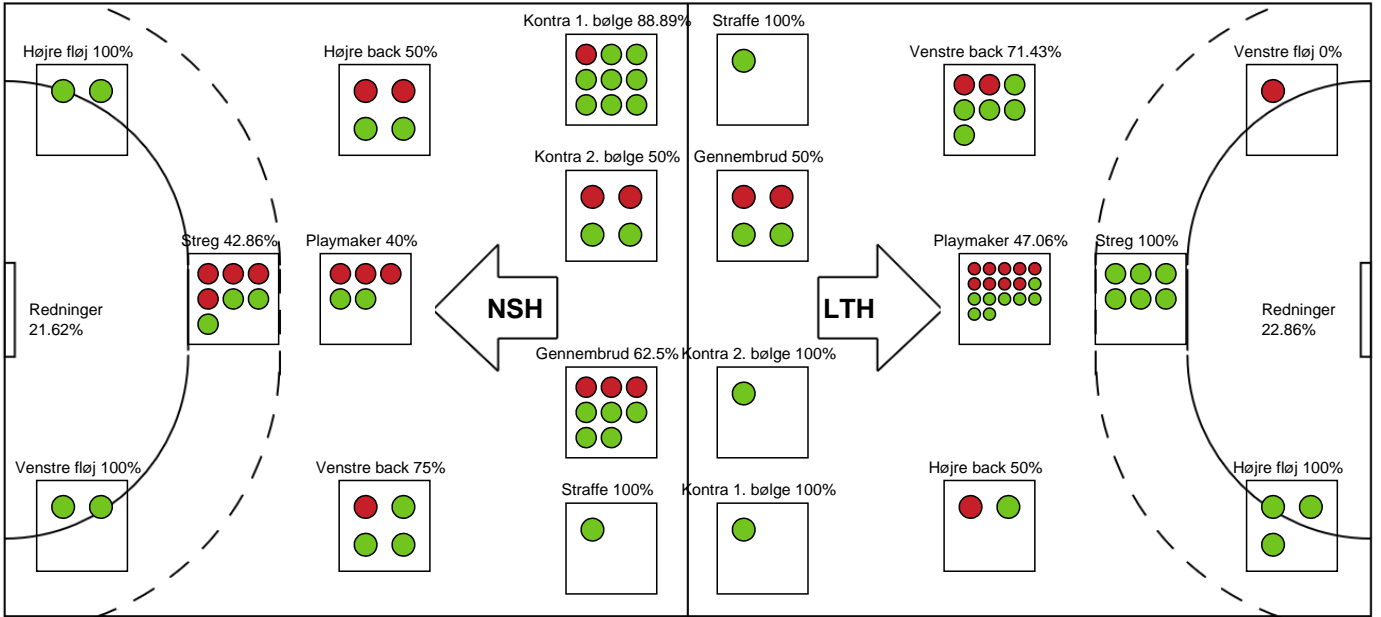 Kontra 1. bølge 88.89%
Straffe 100%
Højre fløj 100%
Højre back 50%
Venstre back 71.43%
Venstre fløj 0%
Kontra 2. bølge 50%
Gennembrud 50%
Streg 42.86%
Playmaker 40%
Playmaker 47.06%
Streg 100%
NSH
LTH
Redninger
21.62%
Redninger
22.86%
Gennembrud 62.5%
Kontra 2. bølge 100%
Venstre fløj 100%
Venstre back 75%
Straffe 100%
Kontra 1. bølge 100%
Højre back 50%
Højre fløj 100%